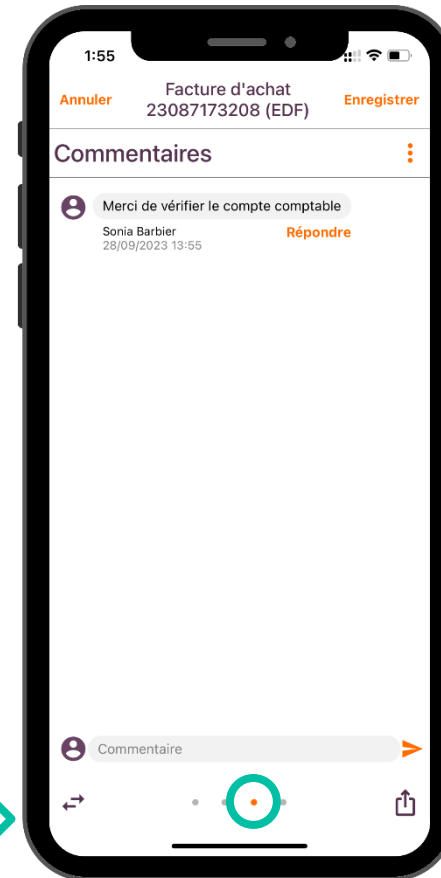 1:55
Annuler
Facture d'achat
23087173208 (EDF)
Enregistrer
Commentaires
Merci de vérifier le compte comptable
Sonia Barbier
Répondre
28/09/2023 13:55
Commentaire